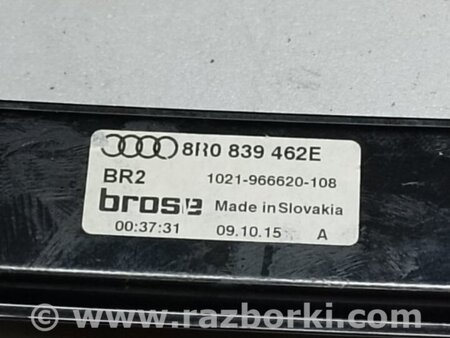 8R0 839 462E
BR2 1021-966620-108
brose Made in Slovakia
00:37:31 09.10.15 A
© www.razborki.com